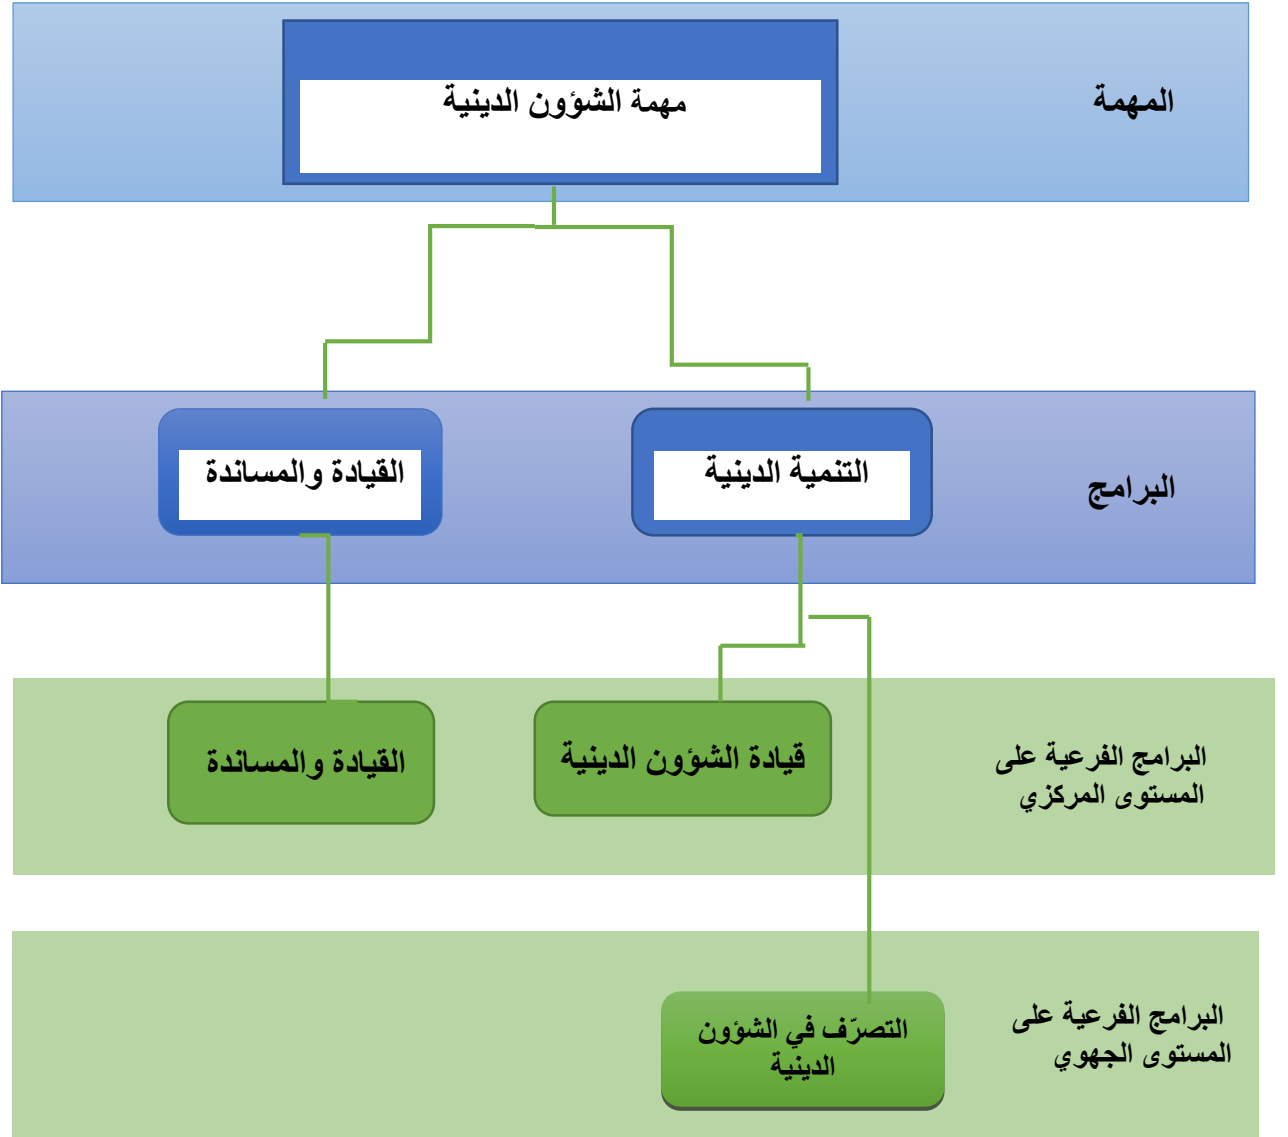 المهمة
مهمة الشؤون الدينية
البرامج
التنمية الدينية
القيادة والمساندة
البرامج الفرعية على
المستوى المركزي
قيادة الشؤون الدينية
القيادة والمساندة
البرامج الفرعية على
المستوى الجهوي
التصرّف في الشؤون
الدينية